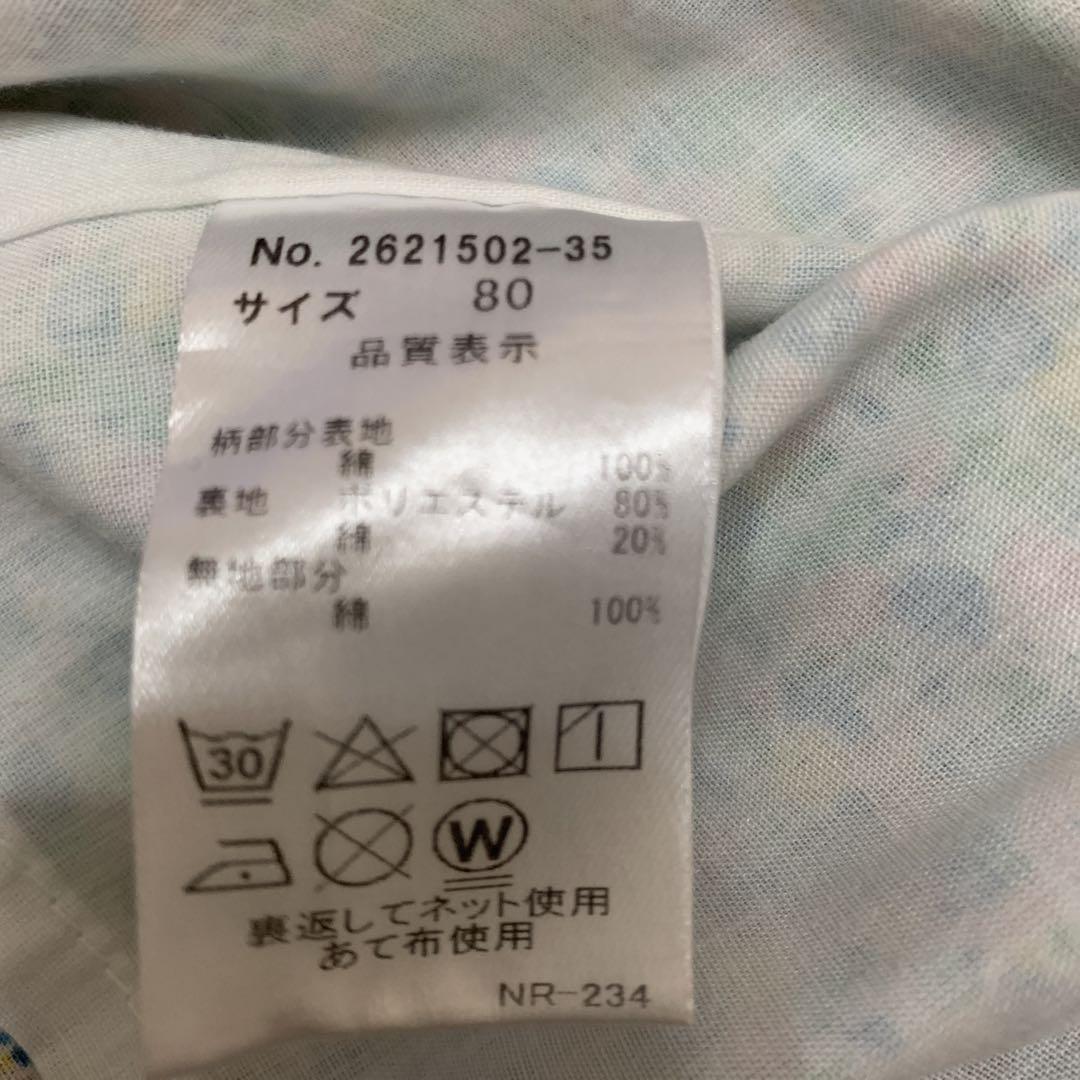 No. 2621502-35
サイズ 80
品質表示
柄部分表地
綿 100%
裏地 ポリエステル 80%
綿 20%
無地部分
綿 100%
30
W
裏返してネット使用
あて布使用
NR-234